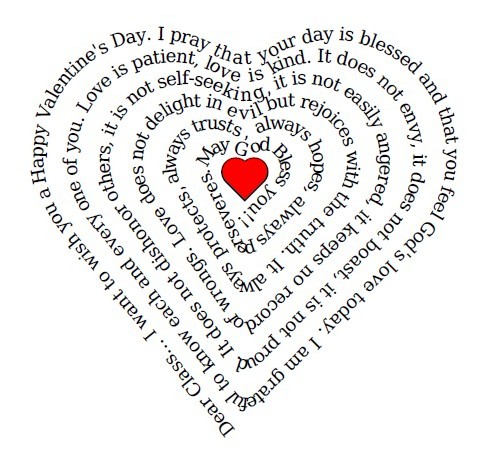 Dear Class... I want to wish you a Happy Valentine's Day. I pray that your day is blessed and that you feel God's love today. I am grateful to know each and every one of you. Love is patient, love is kind. It does not envy, it does not boast, it is not proud. It does not dishonor others, it is not self-seeking, it is not easily angered, it keeps no record of wrongs. Love does not delight in evil but rejoices with the truth. It always protects, always trusts, always hopes, always perseveres. May God Bless you!!!